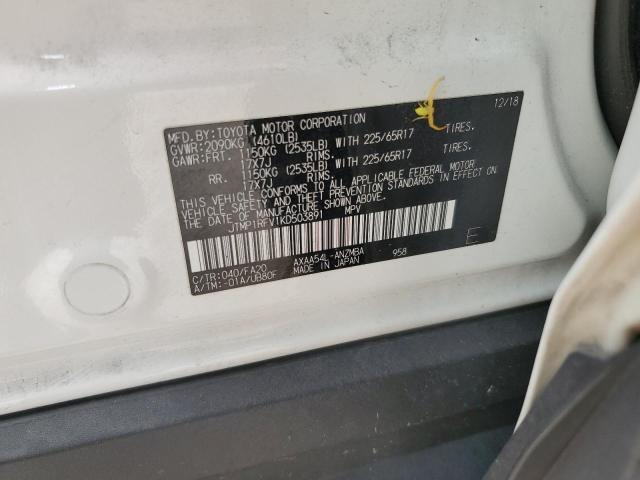 MFD.BY:TOYOTA MOTOR CORPORATION 12/18
GVWR:2090KG (4610LB)
GAWR:FRT. 1150KG (2535LB) WITH 225/65R17 TIRES.
17X7J RIMS.
RR. 1150KG (2535LB) WITH 225/65R17 TIRES.
17X7J RIMS.
THIS VEHICLE CONFORMS TO ALL APPLICABLE FEDERAL MOTOR
VEHICLE SAFETY AND THEFT PREVENTION STANDARDS IN EFFECT
ON THE DATE OF MANUFACTURE SHOWN ABOVE.
JTMP1RFV1KD503891 MPV
C/TR:040/FA20 AXAA54L-ANZMBA 958 E
A/TM:-01A/UB80F MADE IN JAPAN